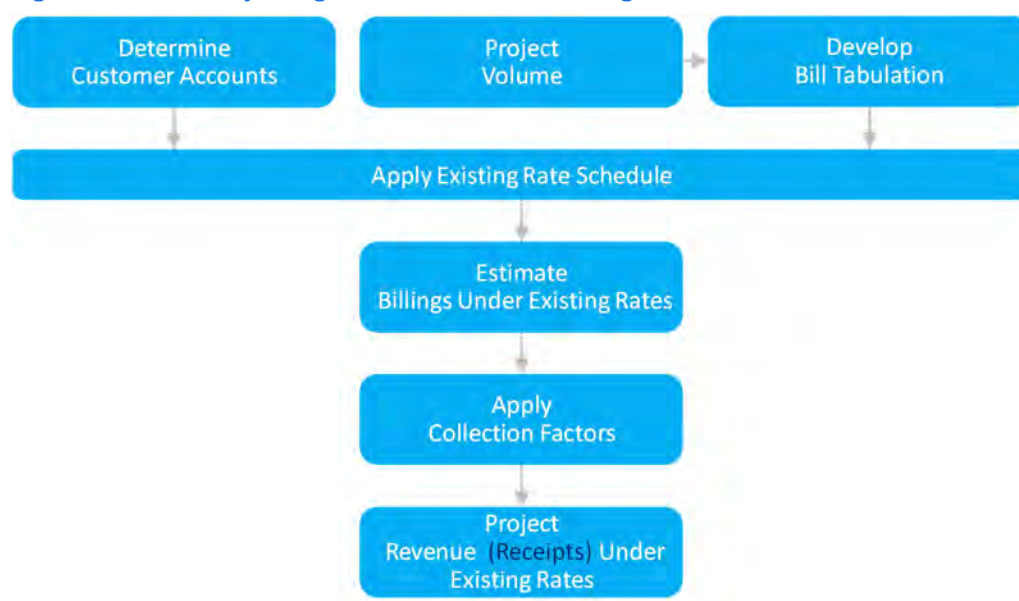 Determine
Customer Accounts
Project
Volume
Develop
Bill Tabulation
Apply Existing Rate Schedule
Estimate
Billings Under Existing Rates
Apply
Collection Factors
Project
Revenue (Receipts) Under
Existing Rates